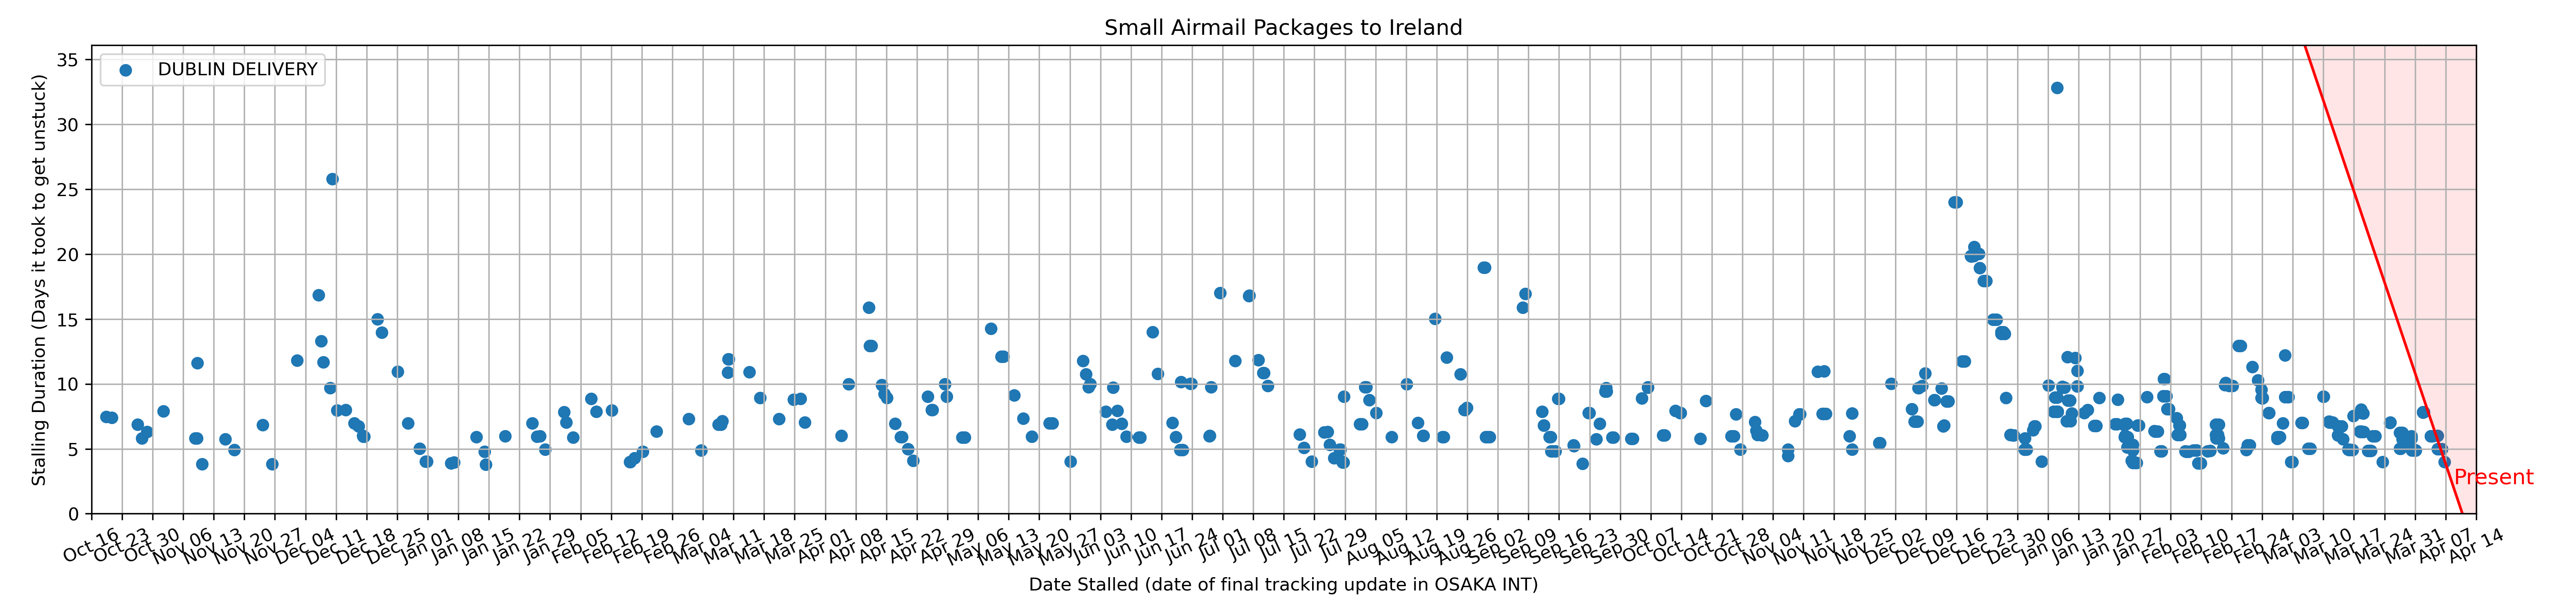 Small Airmail Packages to Ireland
DUBLIN DELIVERY
Stalling Duration (Days it took to get unstuck)
35
30
25
20
15
10
5
0
Present
Oct 16 Oct 23 Oct 30 Nov 06 Nov 13 Nov 20 Nov 27 Dec 04 Dec 11 Dec 18 Dec 25 Jan 01 Jan 08 Jan 15 Jan 22 Jan 29 Feb 05 Feb 12 Feb 19 Feb 26 Mar 04 Mar 11 Mar 18 Mar 25 Apr 01 Apr 08 Apr 15 Apr 22 Apr 29 May 06 May 13 May 20 May 27 Jun 03 Jun 10 Jun 17 Jun 24 Jul 01 Jul 08 Jul 15 Jul 22 Jul 29 Aug 05 Aug 12 Aug 19 Aug 26 Sep 02 Sep 09 Sep 16 Sep 23 Sep 30 Oct 07 Oct 14 Oct 21 Oct 28 Nov 04 Nov 11 Nov 18 Nov 25 Dec 02 Dec 09 Dec 16 Dec 23 Dec 30 Jan 06 Jan 13 Jan 20 Jan 27 Feb 03 Feb 10 Feb 17 Feb 24 Mar 03 Mar 10 Mar 17 Mar 24 Mar 31 Apr 07 Apr 14
Date Stalled (date of final tracking update in OSAKA INT)